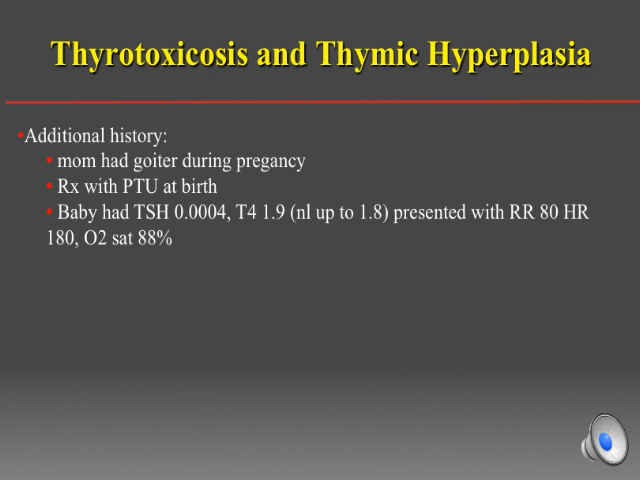 Thyrotoxicosis and Thymic Hyperplasia
•Additional history:
• mom had goiter during pregancy
• Rx with PTU at birth
• Baby had TSH 0.0004, T4 1.9 (nl up to 1.8) presented with RR 80 HR
180, O2 sat 88%